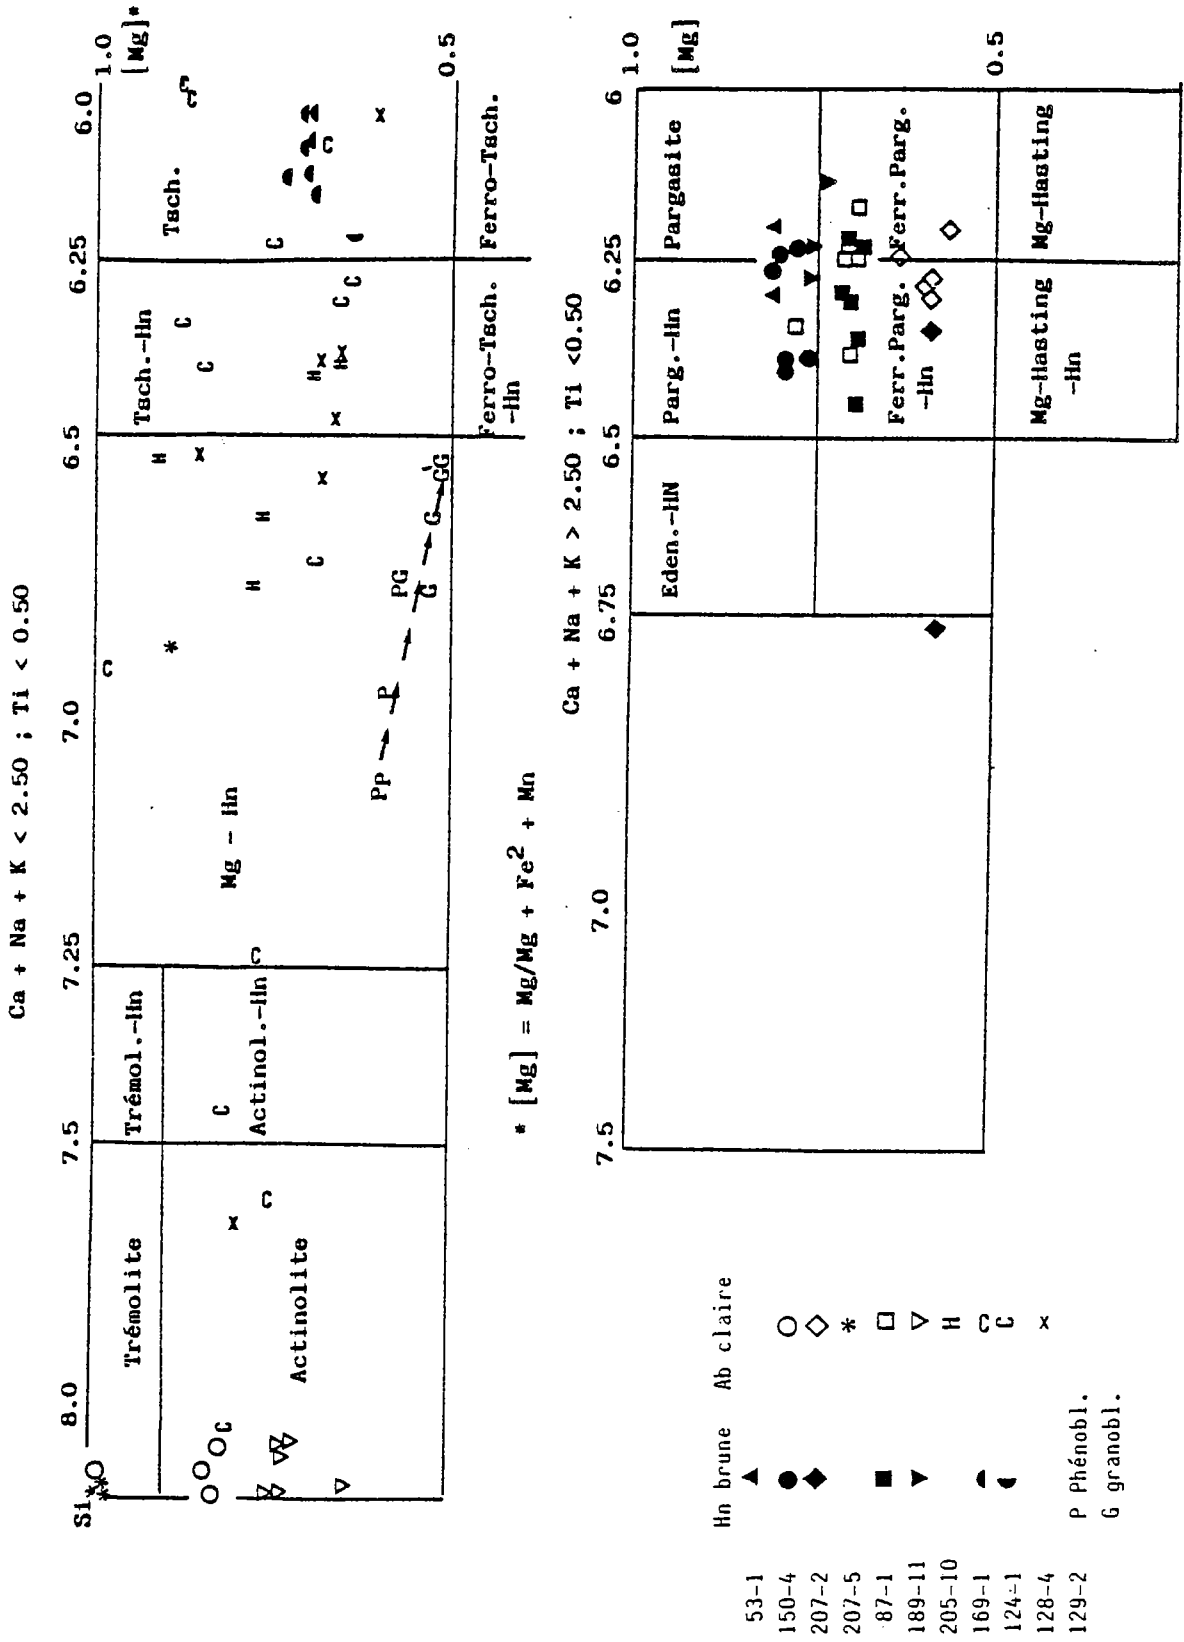 Ca + Na + K < 2.50 ; Ti < 0.50
Si 8.0 7.5 7.25 7.0 6.5 6.25 6.0
1.0
[Mg]*
0.5
Trémolite
Trémol.-Hn
Tsch.-Hn
Tsch.
Actinolite
Actinol.-Hn
Mg - Hn
Ferro-Tsch.
-Hn
Ferro-Tsch.
Pp P PG G G GG
* [Mg] = Mg/Mg + Fe2 + Mn
Ca + Na + K > 2.50 ; Ti <0.50
7.5 7.0 6.75 6.5 6.25 6
1.0
[Mg]
0.5
Eden.-HN
Parg.-Hn
Pargasite
Ferr.Parg.
-Hn
Ferr.Parg.
Mg-Hasting
-Hn
Mg-Hasting
Hn brune Ab claire
53-1
150-4
207-2
207-5 *
87-1
189-11
205-10 H
169-1 C
124-1 C
128-4 x
129-2 P Phénobl.
G granobl.